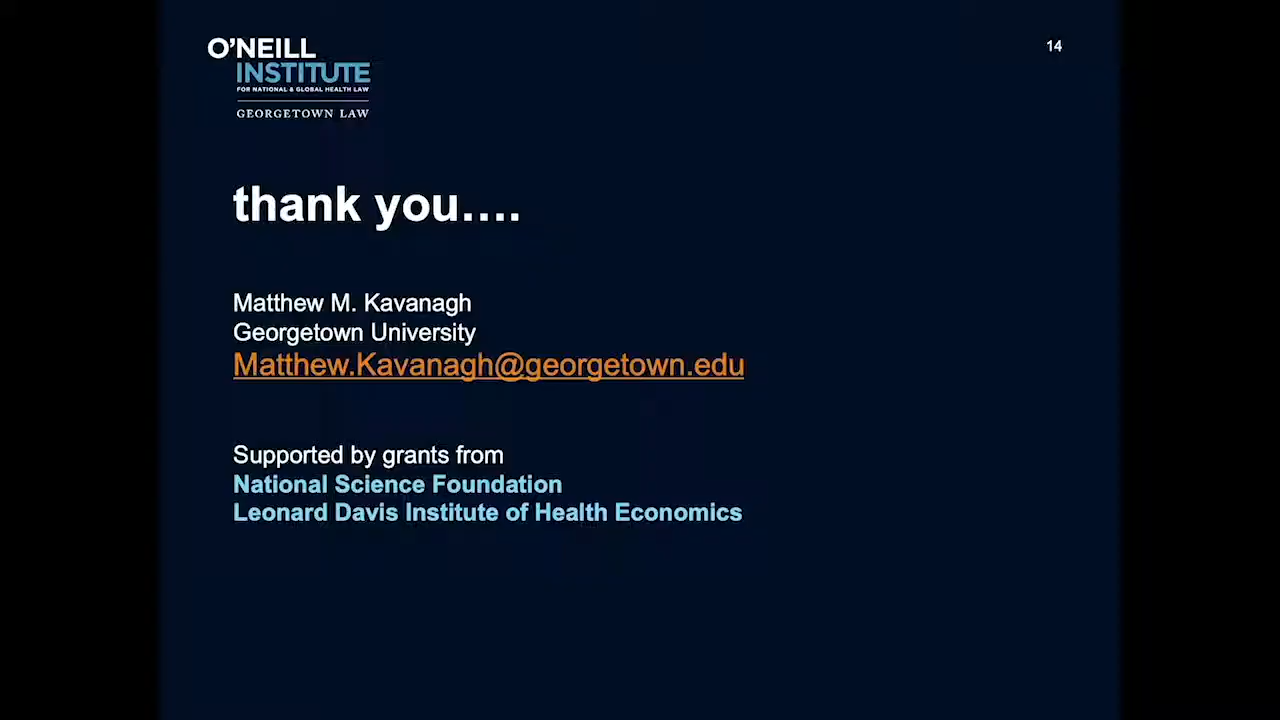 O'NEILL
INSTITUTE
FOR NATIONAL & GLOBAL HEALTH LAW
GEORGETOWN LAW
14
thank you....
Matthew M. Kavanagh
Georgetown University
Matthew.Kavanagh@georgetown.edu
Supported by grants from
National Science Foundation
Leonard Davis Institute of Health Economics